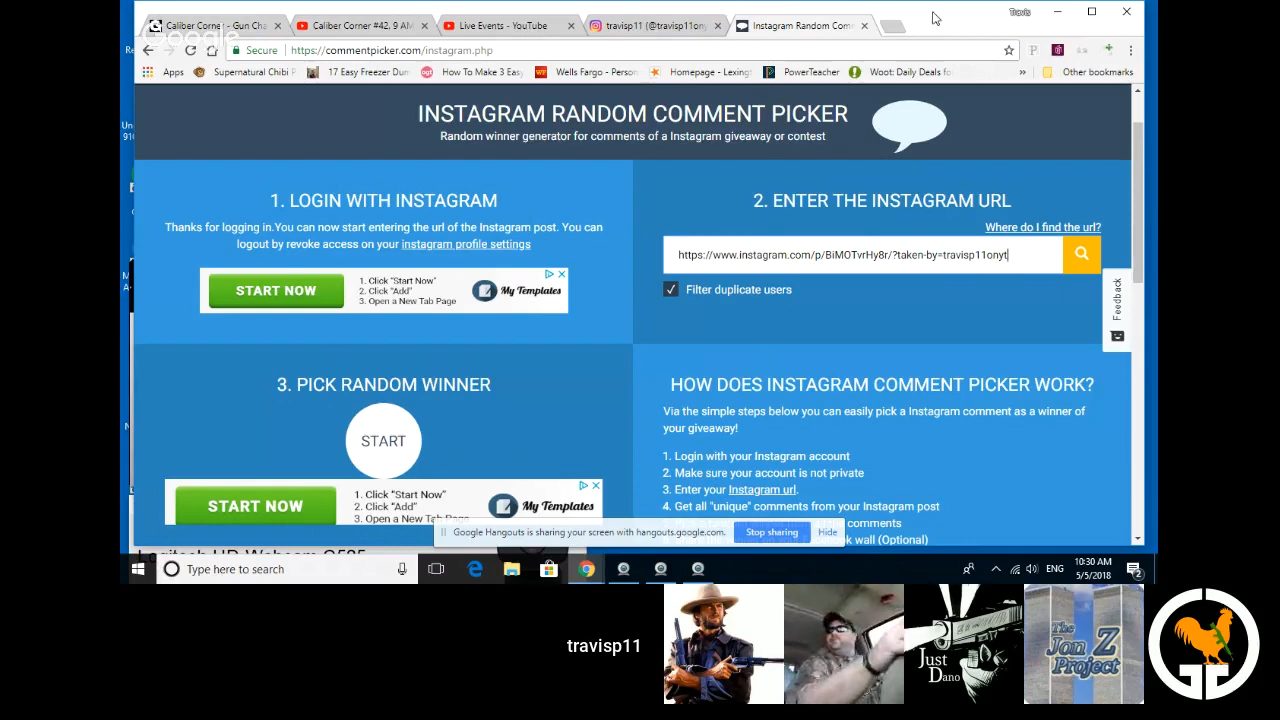 Caliber Corner - Gun Cha
Caliber Corner #42, 9 AM
Live Events - YouTube
travisp11 (@travisp11ony
Instagram Random Com
Travis
Google
Secure
https://commentpicker.com/instagram.php
Apps
Supernatural Chibi P
17 Easy Freezer Dum
How To Make 3 Easy
Wells Fargo - Person
Homepage - Lexing
PowerTeacher
Woot: Daily Deals for
»
Other bookmarks
INSTAGRAM RANDOM COMMENT PICKER
Random winner generator for comments of a Instagram giveaway or contest
1. LOGIN WITH INSTAGRAM
Thanks for logging in.You can now start entering the url of the Instagram post. You can
logout by revoke access on your instagram profile settings
START NOW
1. Click "Start Now"
2. Click "Add"
3. Open a New Tab Page
My Templates
2. ENTER THE INSTAGRAM URL
Where do I find the url?
https://www.instagram.com/p/BiMOTvrHy8r/?taken-by=travisp11onyt
Filter duplicate users
Feedback
3. PICK RANDOM WINNER
START
START NOW
1. Click "Start Now"
2. Click "Add"
3. Open a New Tab Page
My Templates
HOW DOES INSTAGRAM COMMENT PICKER WORK?
Via the simple steps below you can easily pick a Instagram comment as a winner of
your giveaway!
1. Login with your Instagram account
2. Make sure your account is not private
3. Enter your Instagram url.
4. Get all "unique" comments from your Instagram post
comments
wall (Optional)
Google Hangouts is sharing your screen with hangouts.google.com.
Stop sharing
Hide
Type here to search
ENG
10:30 AM
5/5/2018
2
travisp11
Just
Dano
The
Jon Z
Project